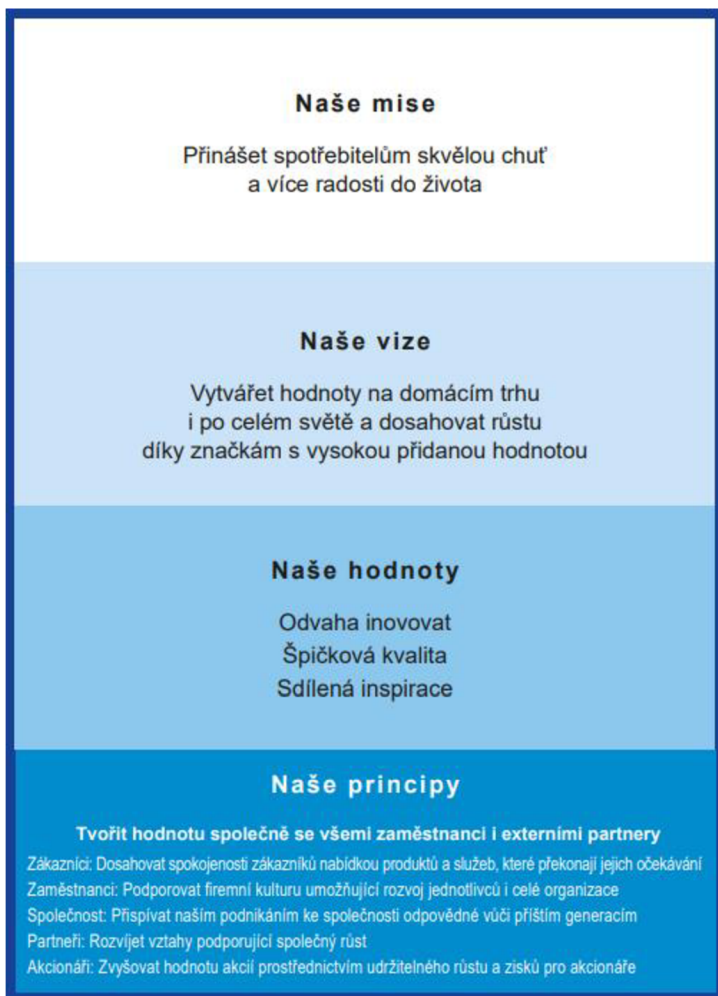 Naše mise
Přinášet spotřebitelům skvělou chuť
a více radosti do života
Naše vize
Vytvářet hodnoty na domácím trhu
i po celém světě a dosahovat růstu
díky značkám s vysokou přidanou hodnotou
Naše hodnoty
Odvaha inovovat
Špičková kvalita
Sdílená inspirace
Naše principy
Tvořit hodnotu společně se všemi zaměstnanci i externími partnery
Zákazníci: Dosahovat spokojenosti zákazníků nabídkou produktů a služeb, které překonají jejich očekávání
Zaměstnanci: Podporovat firemní kulturu umožňující rozvoj jednotlivců i celé organizace
Společnost: Přispívat naším podnikáním ke společnosti odpovědné vůči příštím generacím
Partneři: Rozvíjet vztahy podporující společný růst
Akcionáři: Zvyšovat hodnotu akcií prostřednictvím udržitelného růstu a zisků pro akcionáře